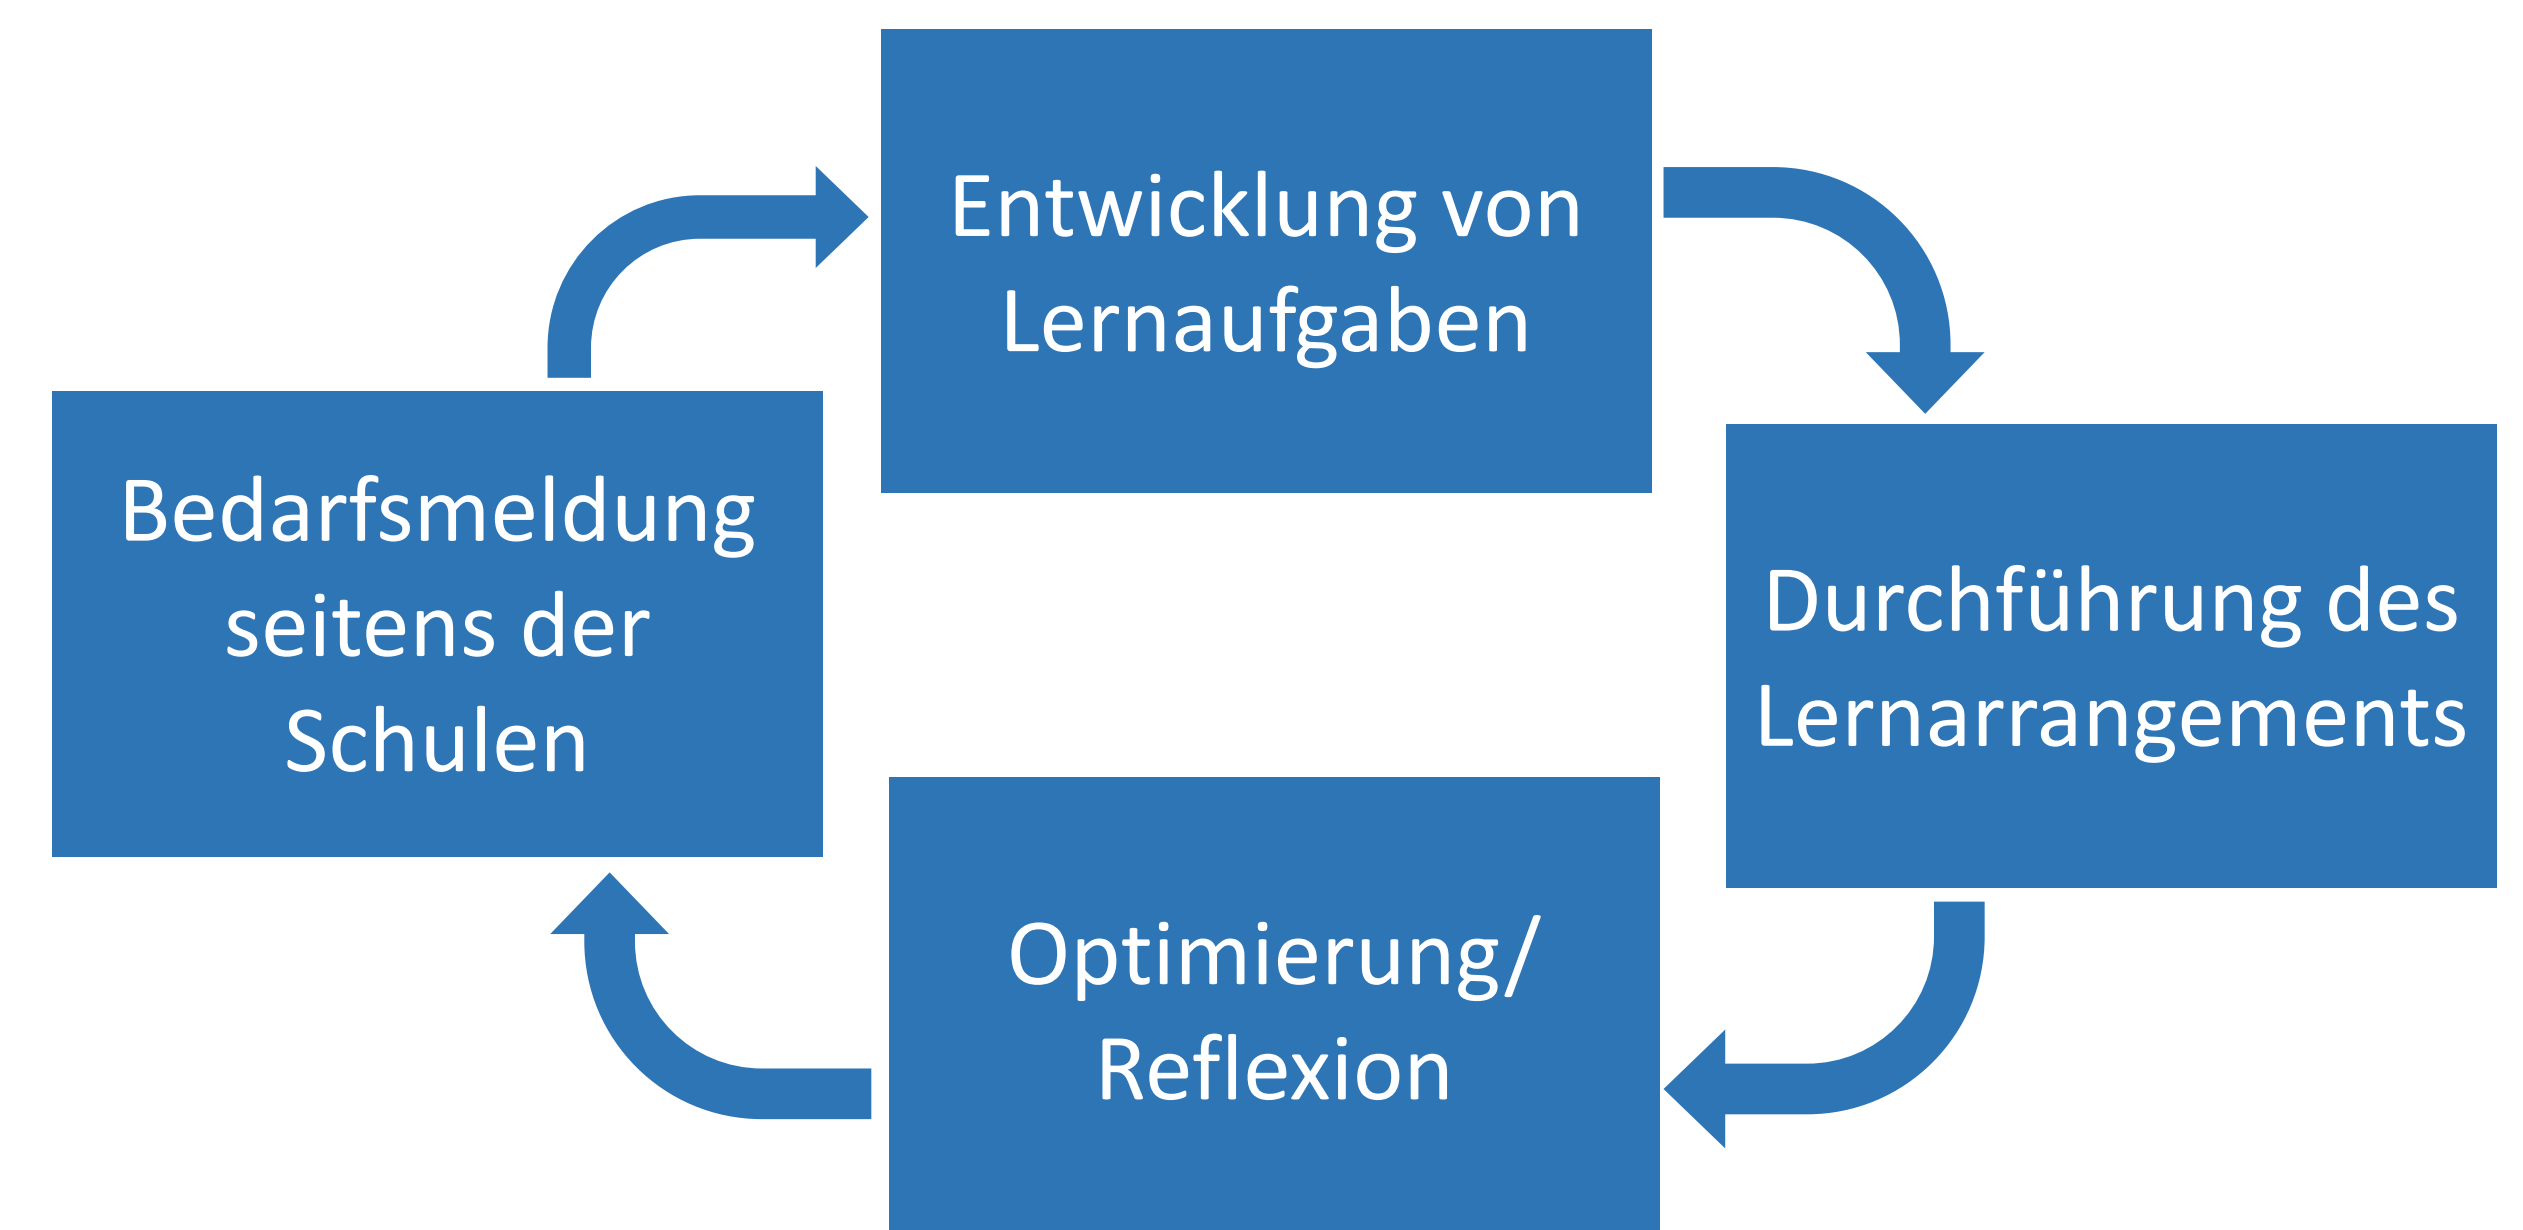 Entwicklung von
Lernaufgaben
Bedarfsmeldung
seitens der
Schulen
Durchführung des
Lernarrangements
Optimierung/
Reflexion